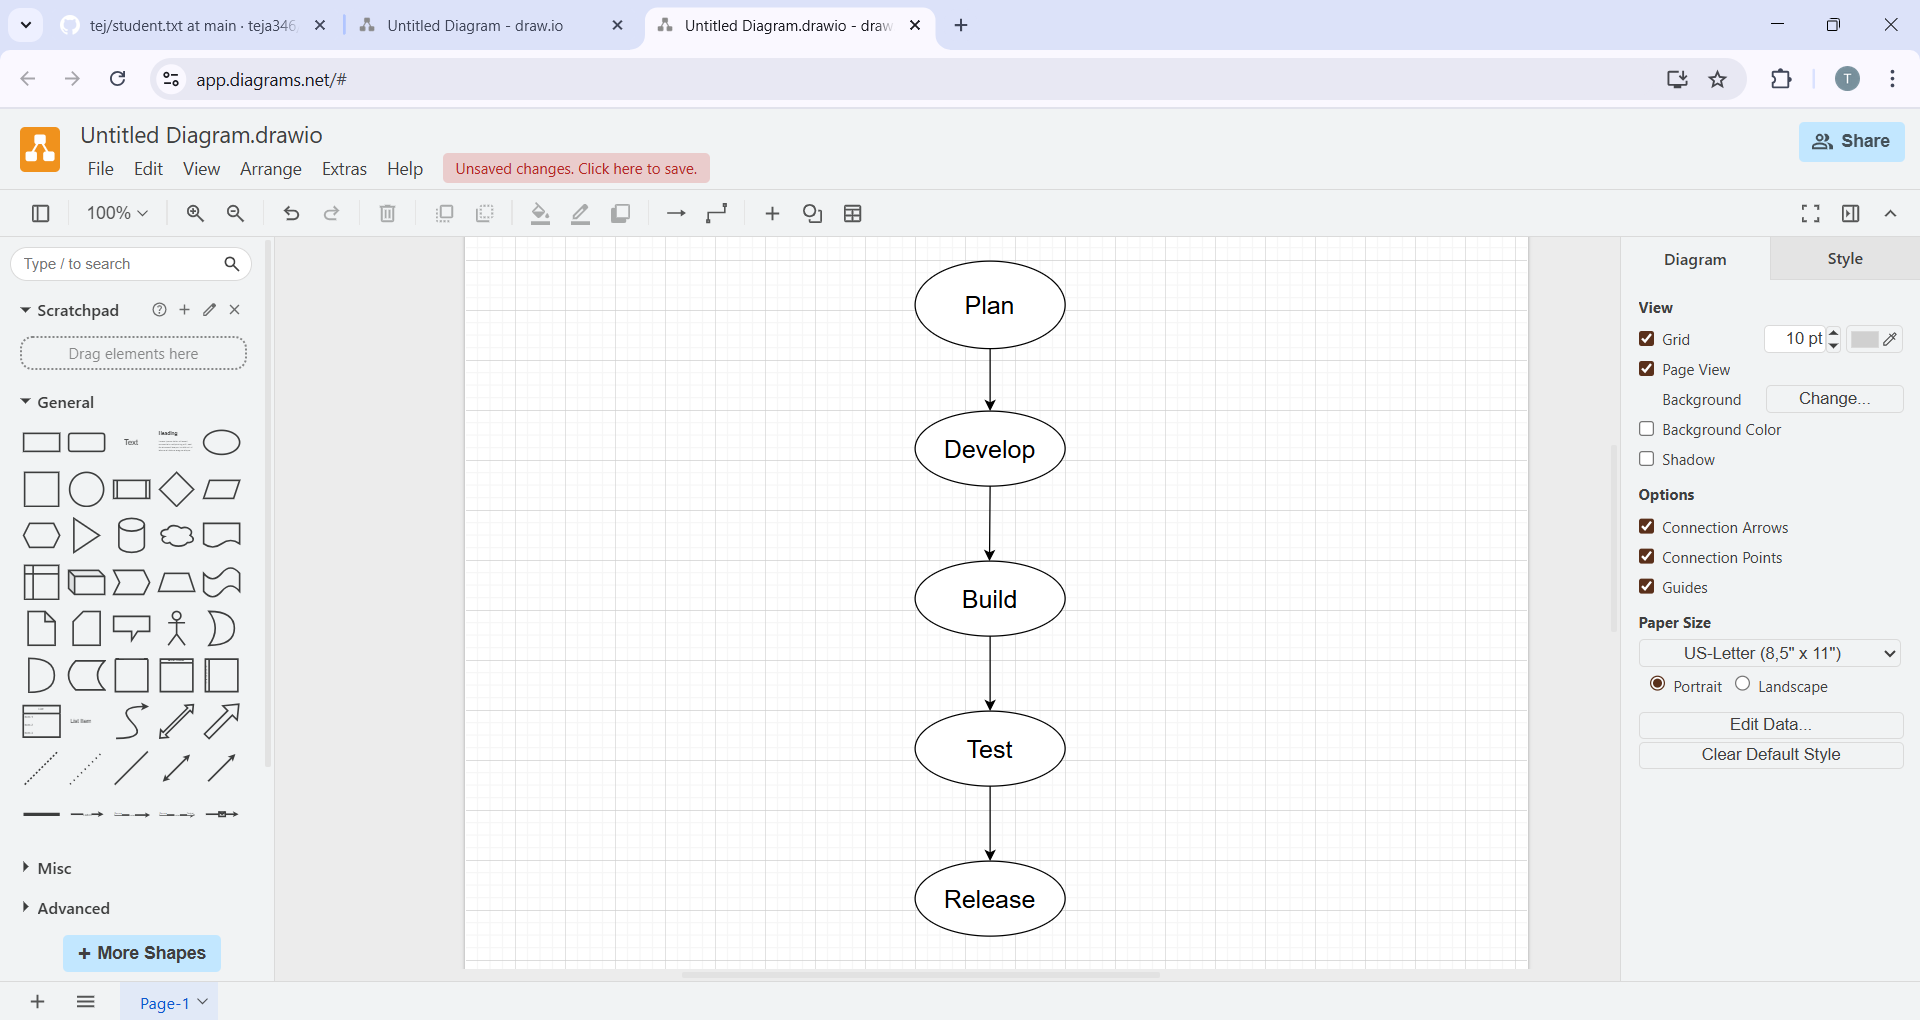 tej/student.txt at main · teja346
Untitled Diagram - draw.io
Untitled Diagram.drawio - draw
app.diagrams.net/#
T
Untitled Diagram.drawio
File Edit View Arrange Extras Help
Unsaved changes. Click here to save.
Share
100%
Type / to search
Scratchpad
Drag elements here
General
Text
Heading
List Item
Misc
Advanced
+ More Shapes
Plan
Develop
Build
Test
Release
Diagram
Style
View
Grid
10 pt
Page View
Background
Change...
Background Color
Shadow
Options
Connection Arrows
Connection Points
Guides
Paper Size
US-Letter (8,5" x 11")
Portrait
Landscape
Edit Data...
Clear Default Style
Page-1